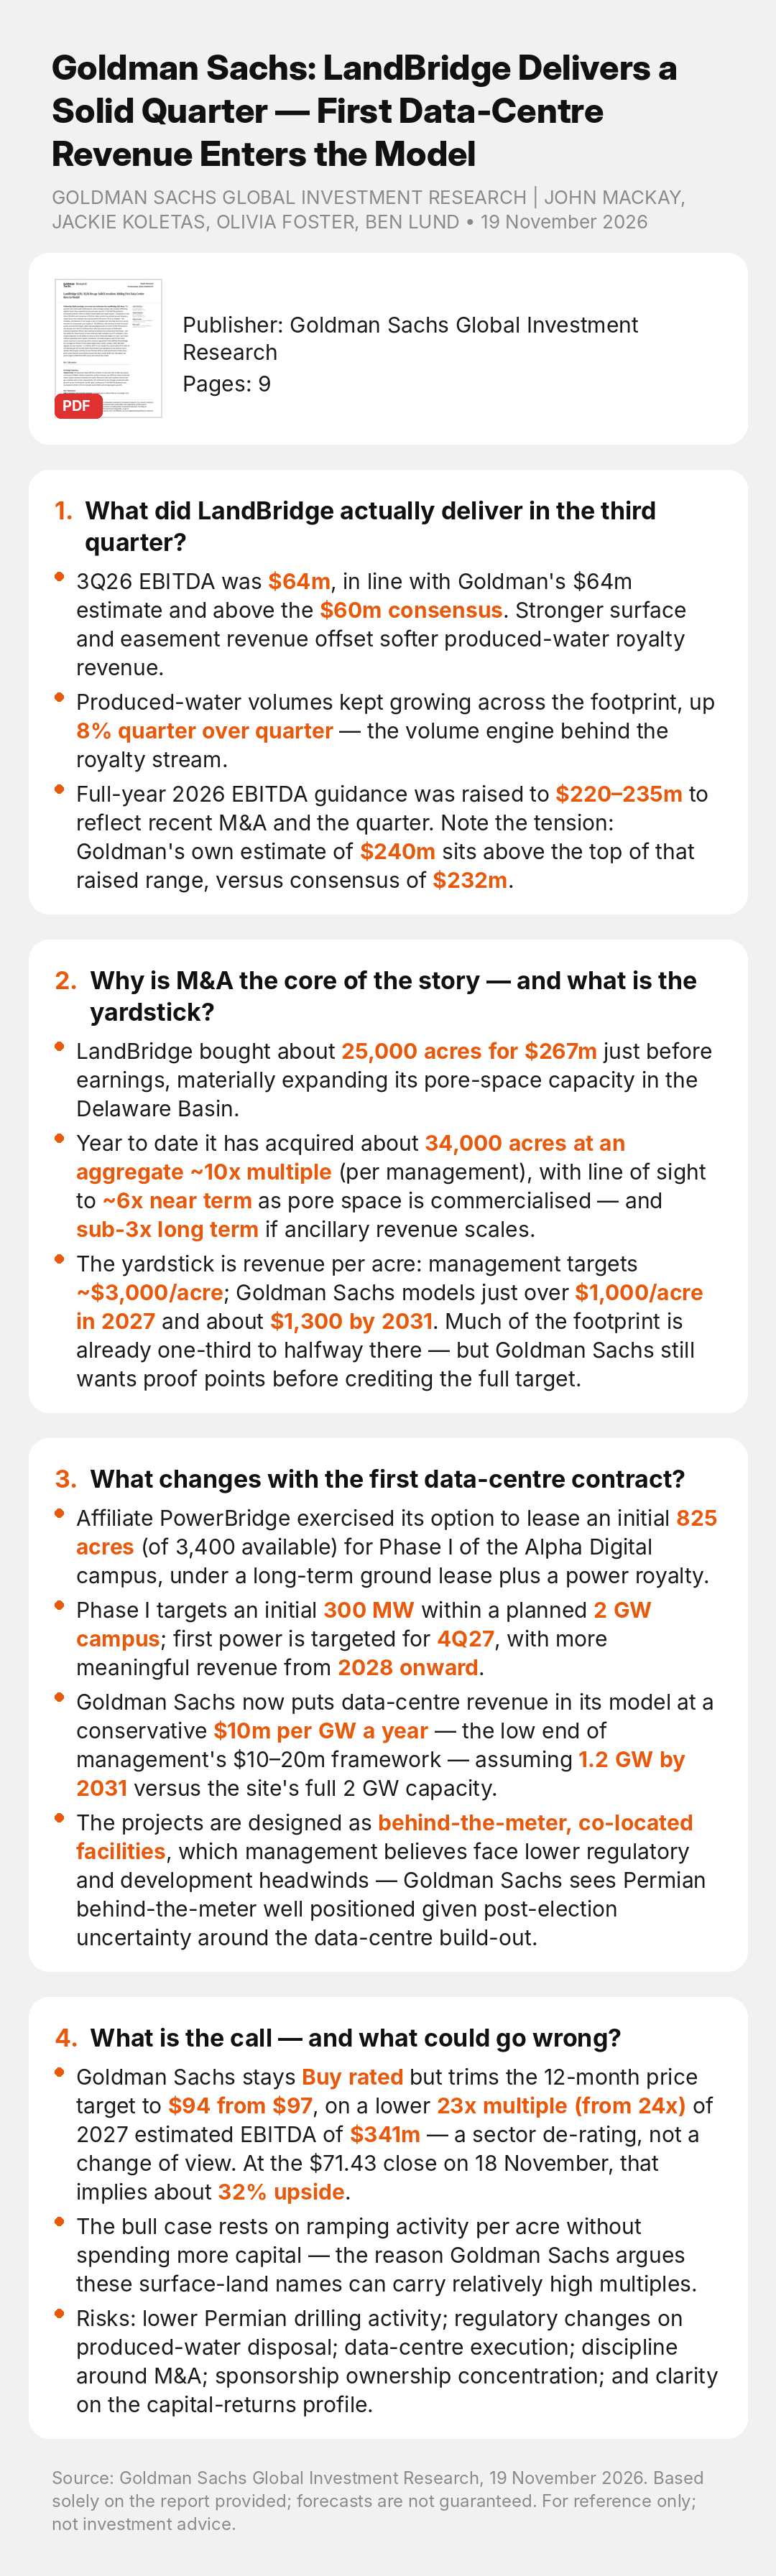 Goldman Sachs: LandBridge Delivers a
Solid Quarter — First Data-Centre
Revenue Enters the Model
GOLDMAN SACHS GLOBAL INVESTMENT RESEARCH | JOHN MACKAY,
JACKIE KOLETAS, OLIVIA FOSTER, BEN LUND • 19 November 2026
PDF
Publisher: Goldman Sachs Global Investment
Research
Pages: 9
1. What did LandBridge actually deliver in the third
quarter?
• 3Q26 EBITDA was $64m, in line with Goldman's $64m
estimate and above the $60m consensus. Stronger surface
and easement revenue offset softer produced-water royalty
revenue.
• Produced-water volumes kept growing across the footprint, up
8% quarter over quarter — the volume engine behind the
royalty stream.
• Full-year 2026 EBITDA guidance was raised to $220–235m to
reflect recent M&A and the quarter. Note the tension:
Goldman's own estimate of $240m sits above the top of that
raised range, versus consensus of $232m.
2. Why is M&A the core of the story — and what is the
yardstick?
• LandBridge bought about 25,000 acres for $267m just before
earnings, materially expanding its pore-space capacity in the
Delaware Basin.
• Year to date it has acquired about 34,000 acres at an
aggregate ~10x multiple (per management), with line of sight
to ~6x near term as pore space is commercialised — and
sub-3x long term if ancillary revenue scales.
• The yardstick is revenue per acre: management targets
~$3,000/acre; Goldman Sachs models just over $1,000/acre
in 2027 and about $1,300 by 2031. Much of the footprint is
already one-third to halfway there — but Goldman Sachs still
wants proof points before crediting the full target.
3. What changes with the first data-centre contract?
• Affiliate PowerBridge exercised its option to lease an initial 825
acres (of 3,400 available) for Phase I of the Alpha Digital
campus, under a long-term ground lease plus a power royalty.
• Phase I targets an initial 300 MW within a planned 2 GW
campus; first power is targeted for 4Q27, with more
meaningful revenue from 2028 onward.
• Goldman Sachs now puts data-centre revenue in its model at a
conservative $10m per GW a year — the low end of
management's $10–20m framework — assuming 1.2 GW by
2031 versus the site's full 2 GW capacity.
• The projects are designed as behind-the-meter, co-located
facilities, which management believes face lower regulatory
and development headwinds — Goldman Sachs sees Permian
behind-the-meter well positioned given post-election
uncertainty around the data-centre build-out.
4. What is the call — and what could go wrong?
• Goldman Sachs stays Buy rated but trims the 12-month price
target to $94 from $97, on a lower 23x multiple (from 24x) of
2027 estimated EBITDA of $341m — a sector de-rating, not a
change of view. At the $71.43 close on 18 November, that
implies about 32% upside.
• The bull case rests on ramping activity per acre without
spending more capital — the reason Goldman Sachs argues
these surface-land names can carry relatively high multiples.
• Risks: lower Permian drilling activity; regulatory changes on
produced-water disposal; data-centre execution; discipline
around M&A; sponsorship ownership concentration; and clarity
on the capital-returns profile.
Source: Goldman Sachs Global Investment Research, 19 November 2026. Based
solely on the report provided; forecasts are not guaranteed. For reference only;
not investment advice.